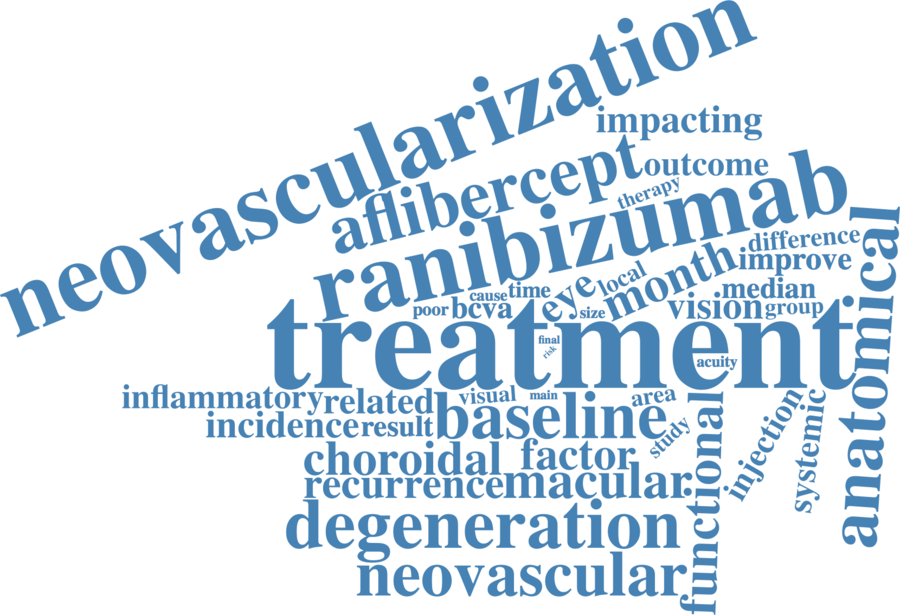 neovascularization
impacting
aflibercept
outcome
therapy
ranibizumab
difference
improve
month
local
eye
median
cause
time
poor
bcva
size
vision
group
anatomical
treatment
final
risk
acuity
inflammatory
related
visual
main
area
incidence
result
baseline
study
functional
injection
systemic
choroidal
factor
recurrence
macular
degeneration
neovascular